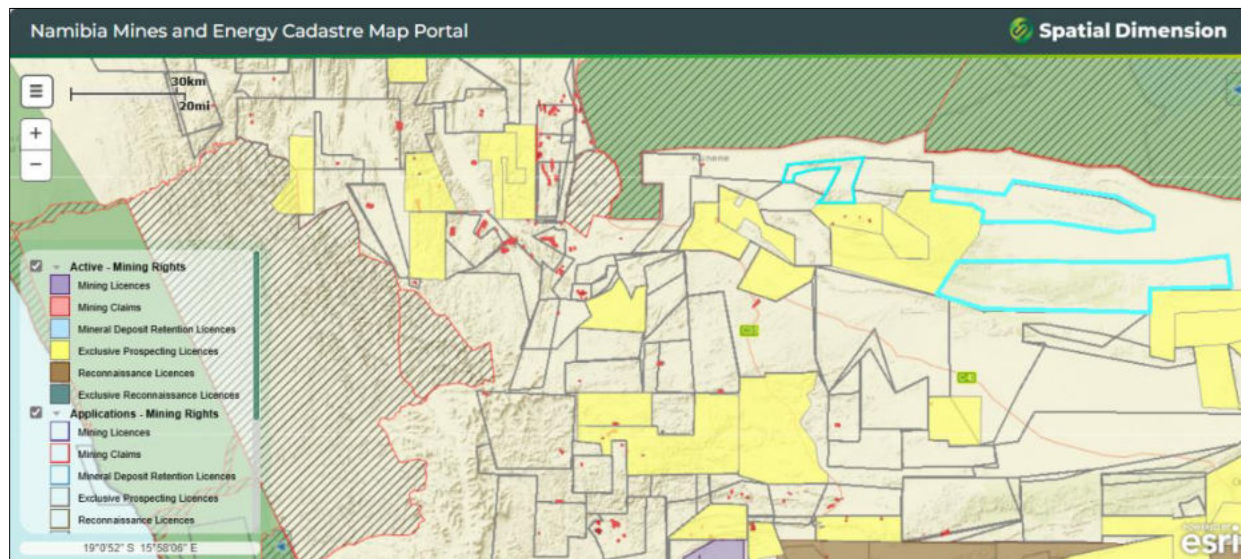 Namibia Mines and Energy Cadastre Map Portal
Spatial Dimension
30km
20mi
Kunene
Active - Mining Rights
Mining Licences
Mining Claims
Mineral Deposit Retention Licences
Exclusive Prospecting Licences
Reconnaissance Licences
Exclusive Reconnaissance Licences
Applications - Mining Rights
Mining Licences
Mining Claims
Mineral Deposit Retention Licences
Exclusive Prospecting Licences
Reconnaissance Licences
19°0'52" S 15°58'06" E
POWERED BY
esri